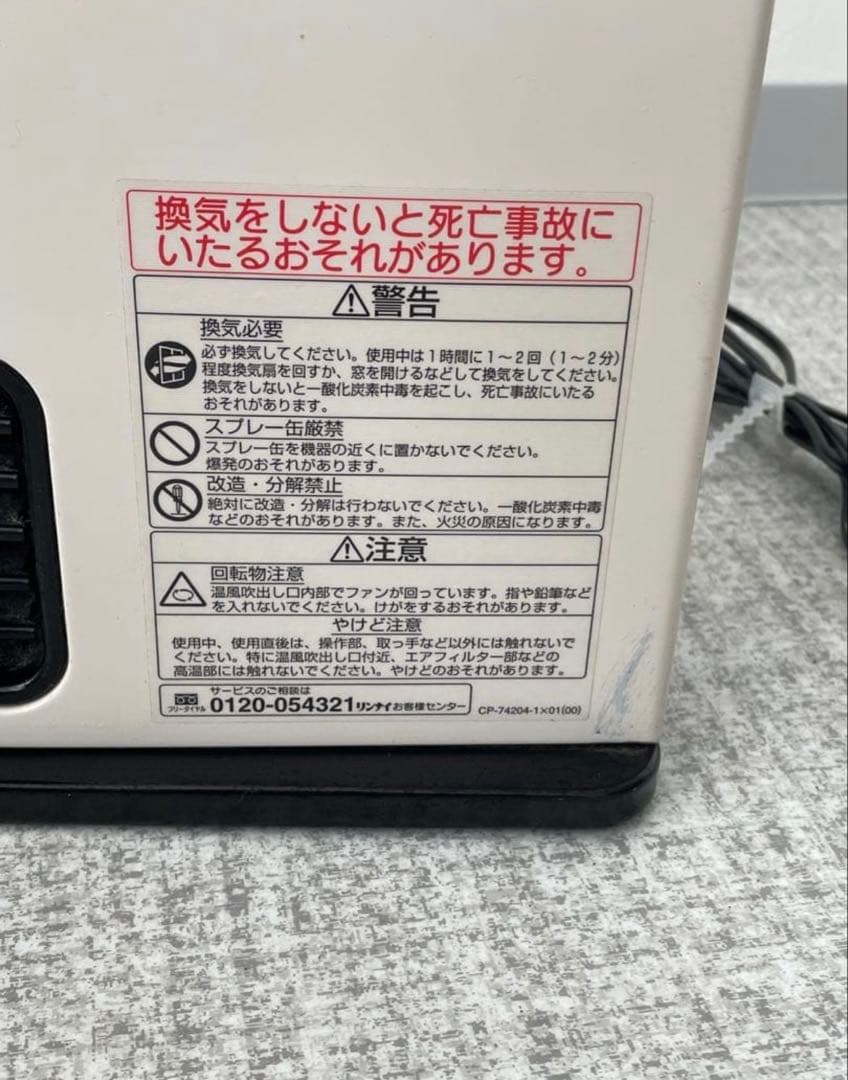 換気をしないと死亡事故に
いたるおそれがあります。
警告
換気必要
必ず換気してください。使用中は1時間に1〜2回（1〜2分）
程度換気扇を回すか、窓を開けるなどして換気をしてください。
換気をしないと一酸化炭素中毒を起こし、死亡事故にいたる
おそれがあります。
スプレー缶厳禁
スプレー缶を機器の近くに置かないでください。
爆発のおそれがあります。
改造・分解禁止
絶対に改造・分解は行わないでください。一酸化炭素中毒
などのおそれがあります。また、火災の原因になります。
注意
回転物注意
温風吹出し口内部でファンが回っています。指や鉛筆など
を入れないでください。けがをするおそれがあります。
やけど注意
使用中、使用直後は、操作部、取っ手など以外には触れないで
ください。特に温風吹出し口付近、エアフィルター部などの
高温部には触れないでください。やけどのおそれがあります。
サービスのご相談は
フリーダイヤル 0120-054321 リンナイお客様センター
CP-74204-1×01(00)